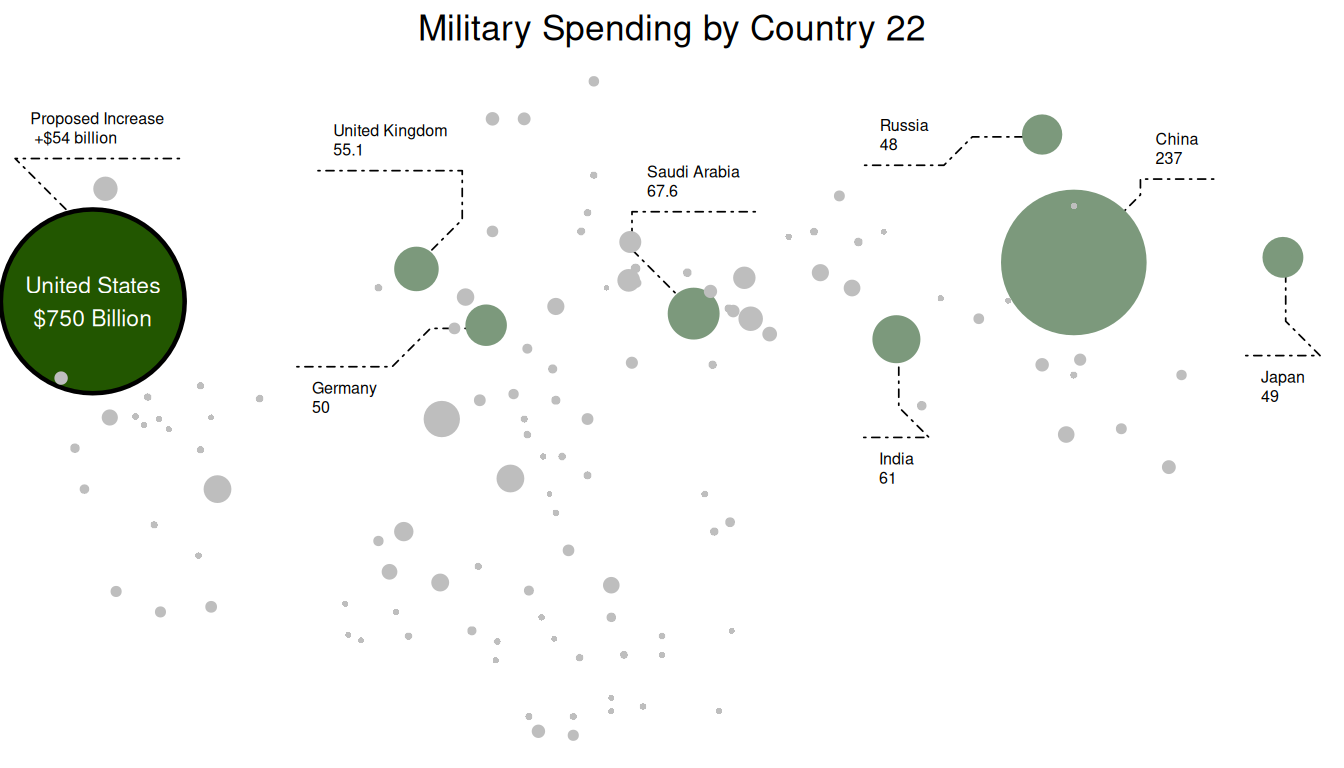 Military Spending by Country 22
Proposed Increase
+$54 billion
United Kingdom
55.1
Saudi Arabia
67.6
Russia
48
China
237
United States
$750 Billion
Germany
50
Japan
49
India
61